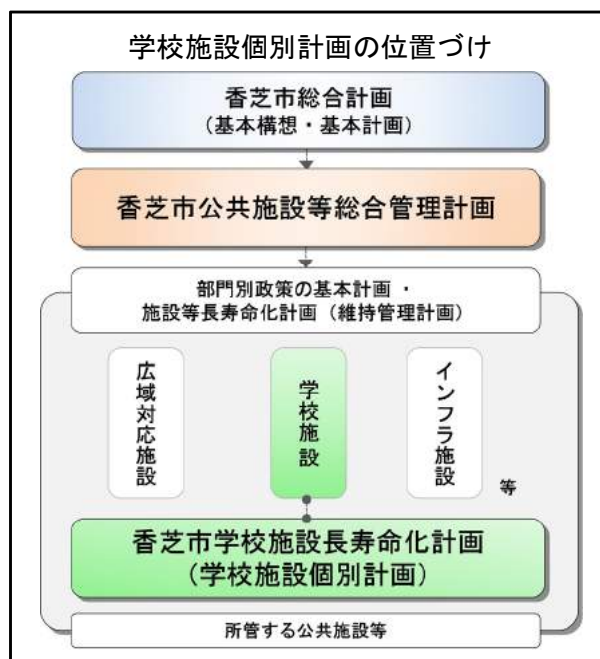 学校施設個別計画の位置づけ
香芝市総合計画
（基本構想・基本計画）
香芝市公共施設等総合管理計画
部門別政策の基本計画・
施設等長寿命化計画（維持管理計画）
広域対応施設
学校施設
インフラ施設
等
香芝市学校施設長寿命化計画
（学校施設個別計画）
所管する公共施設等